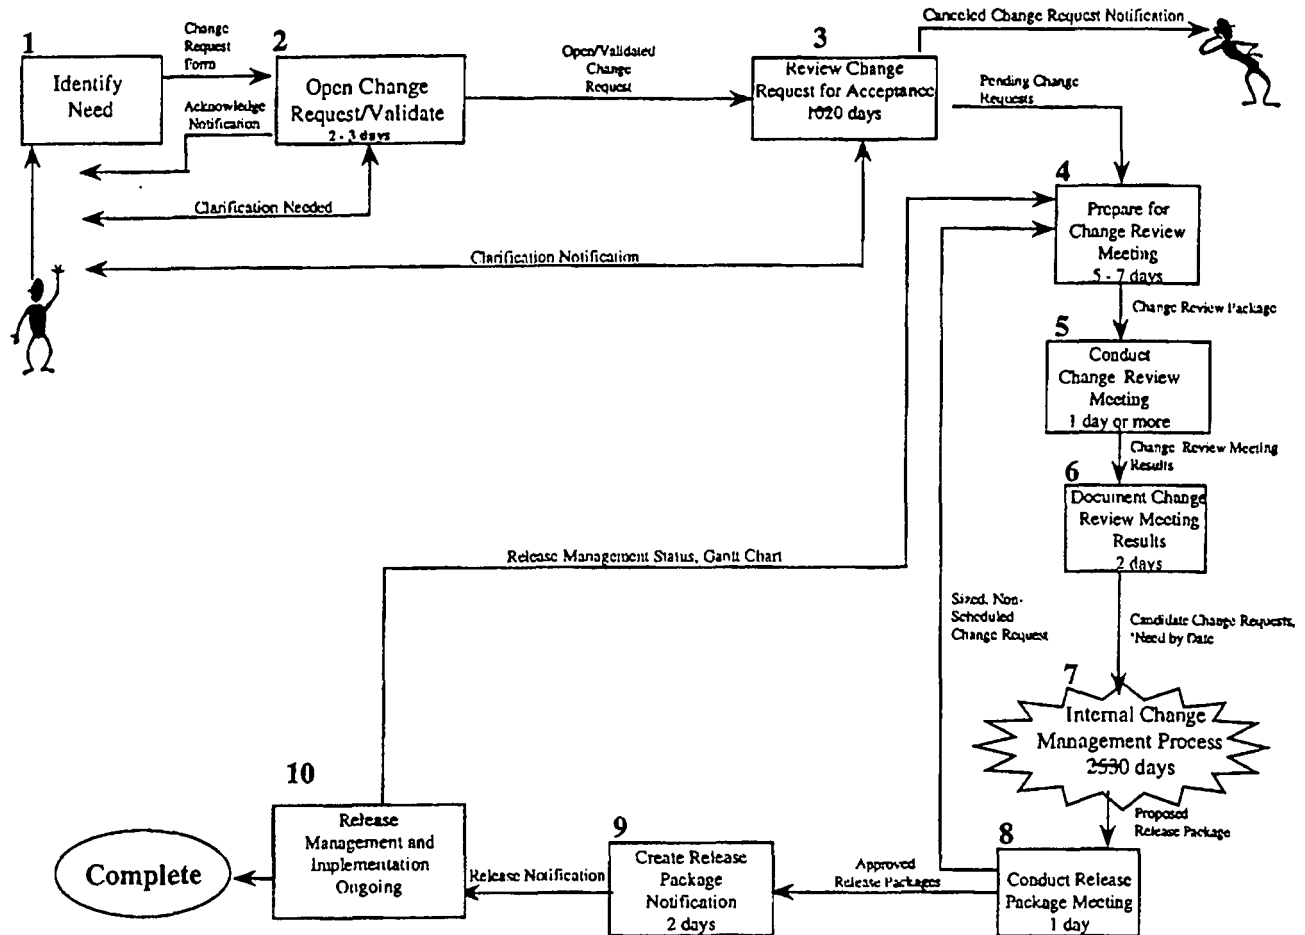 1
Identify
Need
Change
Request
Form
Acknowledge
Notification
2
Open Change
Request/Validate
2 - 3 days
Open/Validated
Change
Request
3
Review Change
Request for Acceptance
1020 days
Canceled Change Request Notification
Pending Change
Requests
Clarification Needed
Clarification Notification
4
Prepare for
Change Review
Meeting
5 - 7 days
Change Review Package
5
Conduct
Change Review
Meeting
1 day or more
Change Review Meeting
Results
6
Document Change
Review Meeting
Results
2 days
Release Management Status, Gantt Chart
Sized, Non-
Scheduled
Change Request
Candidate Change Requests,
'Need by Date
7
Internal Change
Management Process
2530 days
Proposed
Release Package
8
Conduct Release
Package Meeting
1 day
Approved
Release Packages
9
Create Release
Package
Notification
2 days
Release Notification
10
Release
Management and
Implementation
Ongoing
Complete